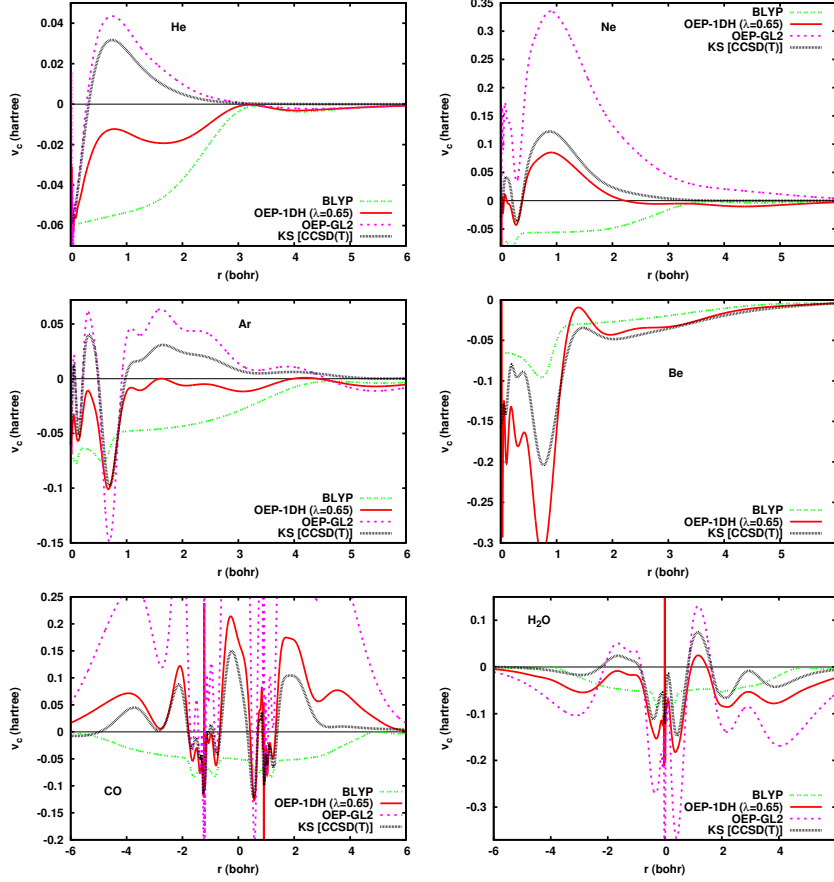 He
v_c (hartree)
0.04
0.02
0
-0.02
-0.04
-0.06
BLYP
OEP-1DH (λ=0.65)
OEP-GL2
KS [CCSD(T)]
0 1 2 3 4 5 6
r (bohr)
Ne
v_c (hartree)
0.35
0.3
0.25
0.2
0.15
0.1
0.05
0
-0.05
BLYP
OEP-1DH (λ=0.65)
OEP-GL2
KS [CCSD(T)]
0 1 2 3 4 5 6
r (bohr)
Ar
v_c (hartree)
0.05
0
-0.05
-0.1
-0.15
BLYP
OEP-1DH (λ=0.65)
OEP-GL2
KS [CCSD(T)]
0 1 2 3 4 5 6
r (bohr)
Be
v_c (hartree)
0
-0.05
-0.1
-0.15
-0.2
-0.25
-0.3
BLYP
OEP-1DH (λ=0.65)
KS [CCSD(T)]
0 1 2 3 4 5
r (bohr)
CO
v_c (hartree)
0.25
0.2
0.15
0.1
0.05
0
-0.05
-0.1
-0.15
-0.2
BLYP
OEP-1DH (λ=0.65)
OEP-GL2
KS [CCSD(T)]
-6 -4 -2 0 2 4 6
r (bohr)
H₂O
v_c (hartree)
0.1
0
-0.1
-0.2
-0.3
BLYP
OEP-1DH (λ=0.65)
OEP-GL2
KS [CCSD(T)]
-6 -4 -2 0 2 4 6
r (bohr)